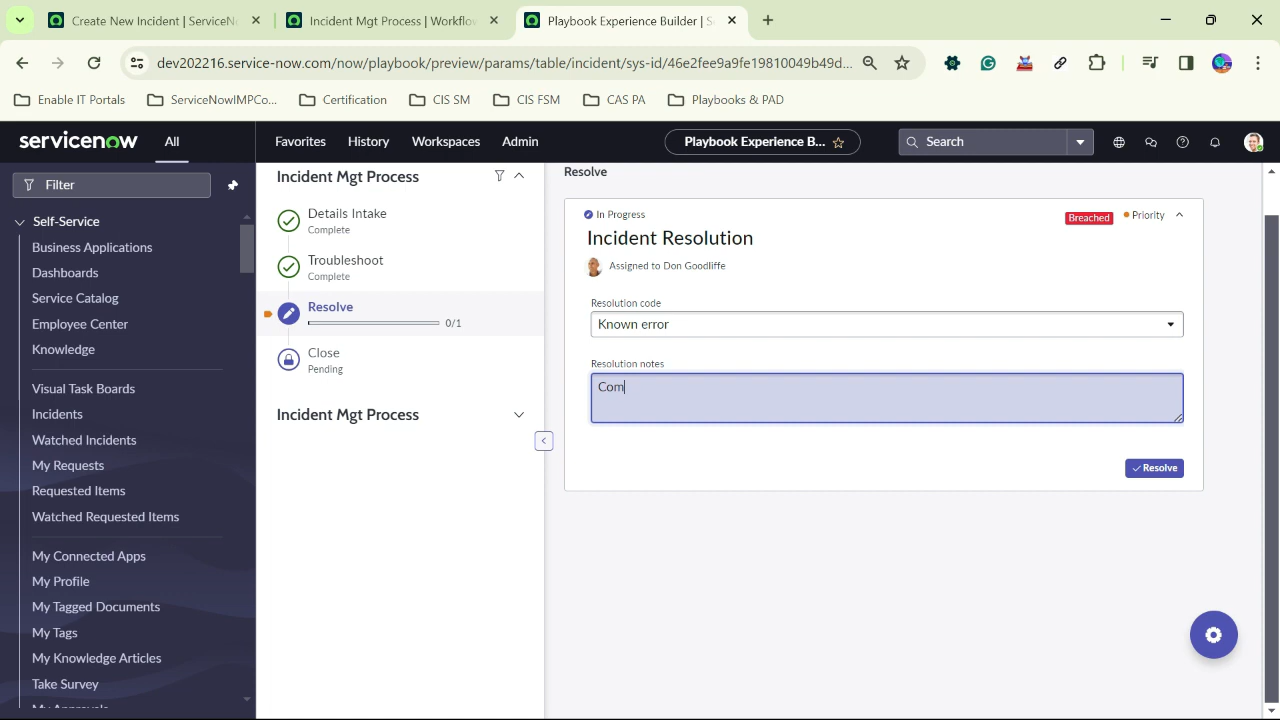 Create New Incident | ServiceNe
Incident Mgt Process | Workflow
Playbook Experience Builder | Se
dev202216.service-now.com/now/playbook/preview/params/table/incident/sys-id/46e2fee9a9fe19810049b49d...
Enable IT Portals
ServiceNowIMPCo...
Certification
CIS SM
CIS FSM
CAS PA
Playbooks & PAD
servicenow
All
Favorites
History
Workspaces
Admin
Playbook Experience B...
Search
Filter
Self-Service
Business Applications
Dashboards
Service Catalog
Employee Center
Knowledge
Visual Task Boards
Incidents
Watched Incidents
My Requests
Requested Items
Watched Requested Items
My Connected Apps
My Profile
My Tagged Documents
My Tags
My Knowledge Articles
Take Survey
My Approvals
Incident Mgt Process
Details Intake
Complete
Troubleshoot
Complete
Resolve
0/1
Close
Pending
Incident Mgt Process
Resolve
In Progress
Breached
Priority
Incident Resolution
Assigned to Don Goodliffe
Resolution code
Known error
Resolution notes
Com
Resolve